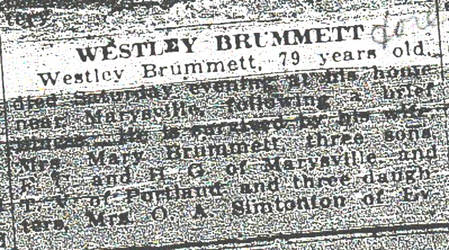 WESTLEY BRUMMETT
Westley Brummett, 79 years old,
died Saturday evening at his home
near Marysville, following a brief
illness. He is survived by his wife
Mrs. Mary Brummett, three sons
and H. G. of Marysville and
of Portland and three daugh
ters, Mrs. O. A. Simonton of